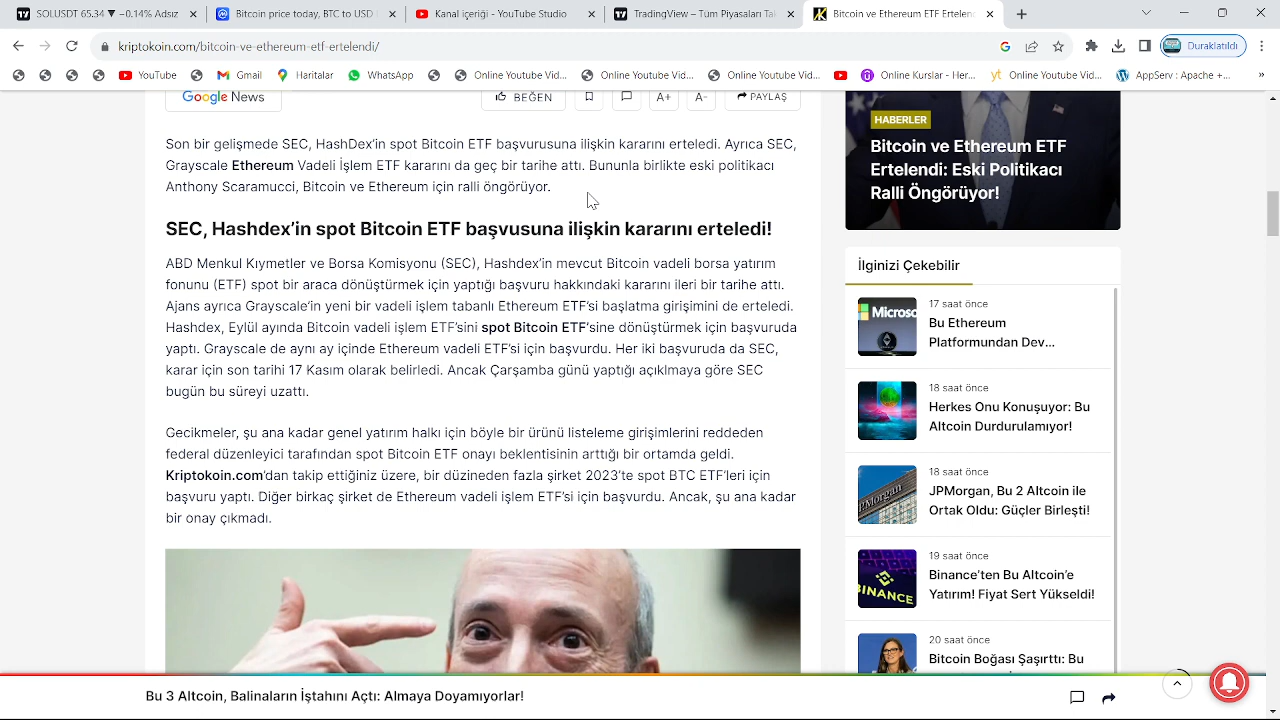 SOLUSDT 65.34 ▼ −0.14% Adsız
Bitcoin price today, BTC to USD
Kanal içeriği - YouTube Studio
TradingView – Tüm Piyasaları Tak
Bitcoin ve Ethereum ETF Ertelend
kriptokoin.com/bitcoin-ve-ethereum-etf-ertelendi/
Duraklatıldı
YouTube
Gmail
Haritalar
WhatsApp
Online Youtube Vid...
Online Youtube Vid...
Online Youtube Vid...
Online Kurslar - Her...
Online Youtube Vid...
AppServ : Apache +...
»
Google News
BEĞEN
A+
A-
PAYLAŞ
Son bir gelişmede SEC, Hashdex'in spot Bitcoin ETF başvurusuna ilişkin kararını erteledi. Ayrıca SEC,
Grayscale Ethereum vadeli işlem ETF kararını da geç bir tarihe attı. Bununla birlikte eski politikacı
Anthony Scaramucci, Bitcoin ve Ethereum için ralli öngörüyor.
SEC, Hashdex'in spot Bitcoin ETF başvusuna ilişkin kararını erteledi!
ABD Menkul Kıymetler ve Borsa Komisyonu (SEC), Hashdex'in mevcut Bitcoin vadeli borsa yatırım
fonunu (ETF) spot bir araca dönüştürmek için yaptığı başvuru hakkındaki kararını ileri bir tarihe attı.
Ajans ayrıca Grayscale'in yeni bir vadeli işlem tabanlı Ethereum ETF'si başlatma girişimini de erteledi.
Hashdex, Eylül ayında Bitcoin vadeli işlem ETF'sini spot Bitcoin ETF'sine dönüştürmek için başvuruda
yaptı. Grayscale de aynı ay içinde Ethereum vadeli ETF'si için başvurdu. Her iki başvuruda da SEC,
karar için son tarihi 17 Kasım olarak belirledi. Ancak Çarşamba günü yaptığı açıklmaya göre SEC
bugün bu süreyi uzattı.
Gecikmeler, şu ana kadar genel yatırım halkı için böyle bir ürünü listeleme girişimlerini reddeden
federal düzenleyici tarafından spot Bitcoin ETF onayı beklentisinin arttığı bir ortamda geldi.
Kriptokoin.com'dan takip ettiğiniz üzere, bir düzineden fazla şirket 2023'te spot BTC ETF'leri için
başvuru yaptı. Diğer birkaç şirket de Ethereum vadeli işlem ETF'si için başvurdu. Ancak, şu ana kadar
bir onay çıkmadı.
HABERLER
Bitcoin ve Ethereum ETF
Ertelendi: Eski Politikacı
Ralli Öngörüyor!
İlginizi Çekebilir
Microso
17 saat önce
Bu Ethereum
Platformundan Dev...
18 saat önce
Herkes Onu Konuşuyor: Bu
Altcoin Durdurulamıyor!
JPMorgan
18 saat önce
JPMorgan, Bu 2 Altcoin ile
Ortak Oldu: Güçler Birleşti!
BINANCE
19 saat önce
Binance'ten Bu Altcoin'e
Yatırım! Fiyat Sert Yükseldi!
20 saat önce
Bitcoin Boğası Şaşırttı: Bu
Bu 3 Altcoin, Balinaların İştahını Açtı: Almaya Doyamıyorlar!